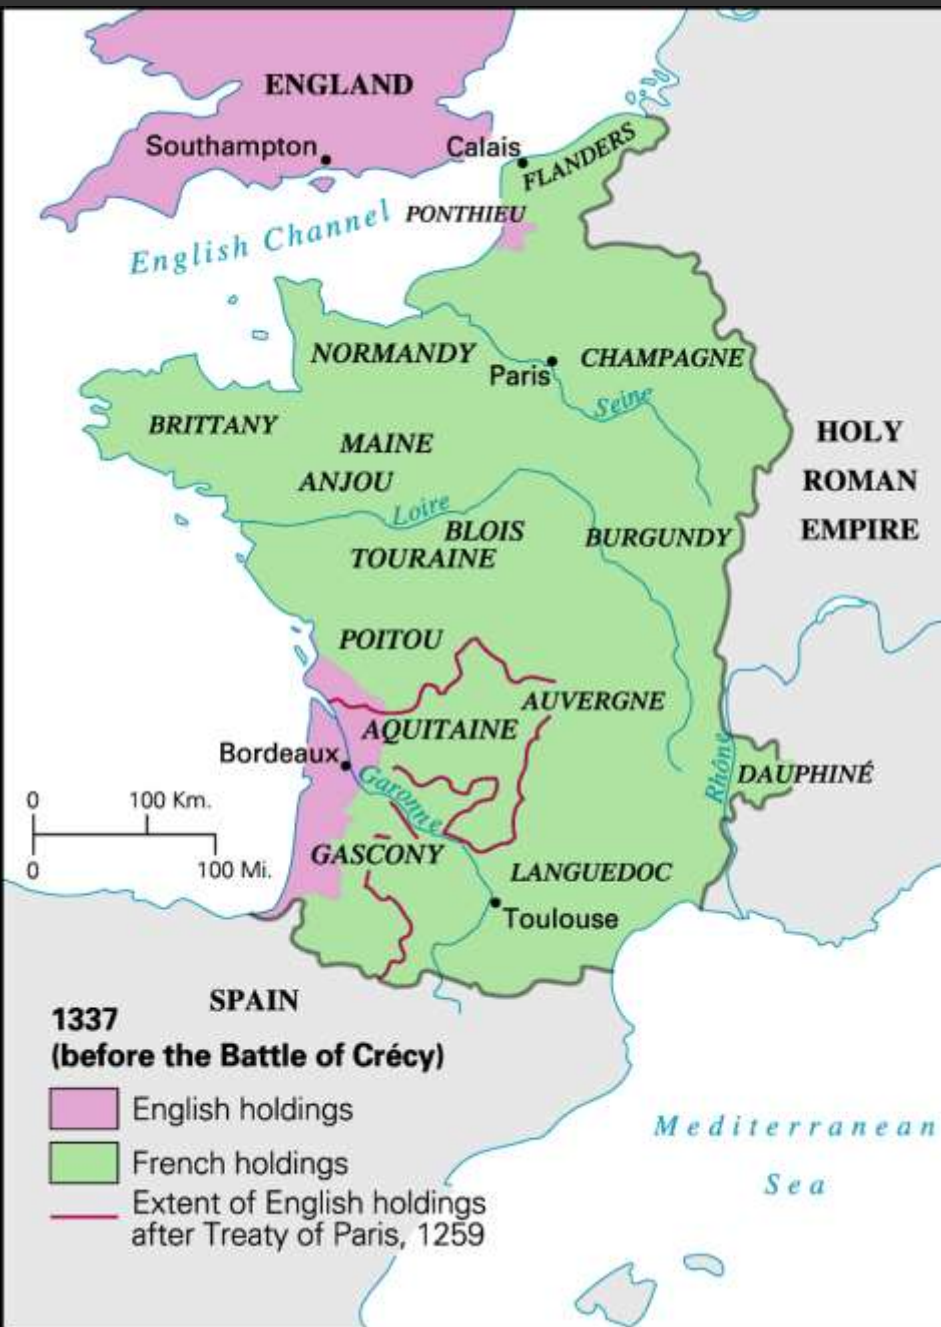 ENGLAND
Southampton
Calais
FLANDERS
PONTHIEU
English Channel
NORMANDY
Paris
CHAMPAGNE
Seine
BRITTANY
MAINE
ANJOU
HOLY
ROMAN
EMPIRE
Loire
BLOIS
TOURAINE
BURGUNDY
POITOU
AUVERGNE
AQUITAINE
Bordeaux
Garonne
Rhône
DAUPHINÉ
0 100 Km.
0 100 Mi.
GASCONY
LANGUEDOC
Toulouse
SPAIN
1337
(before the Battle of Crécy)
English holdings
French holdings
Extent of English holdings
after Treaty of Paris, 1259
Mediterranean
Sea